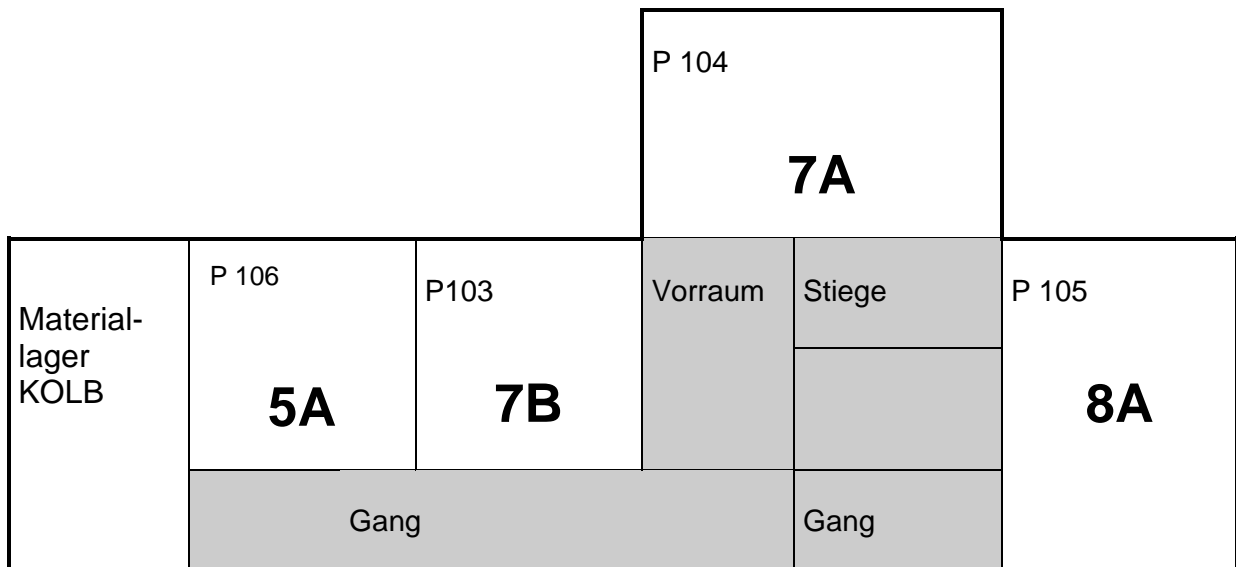 P 104
7A
Material-
lager
KOLB
P 106
5A
P103
7B
Vorraum
Stiege
P 105
8A
Gang
Gang